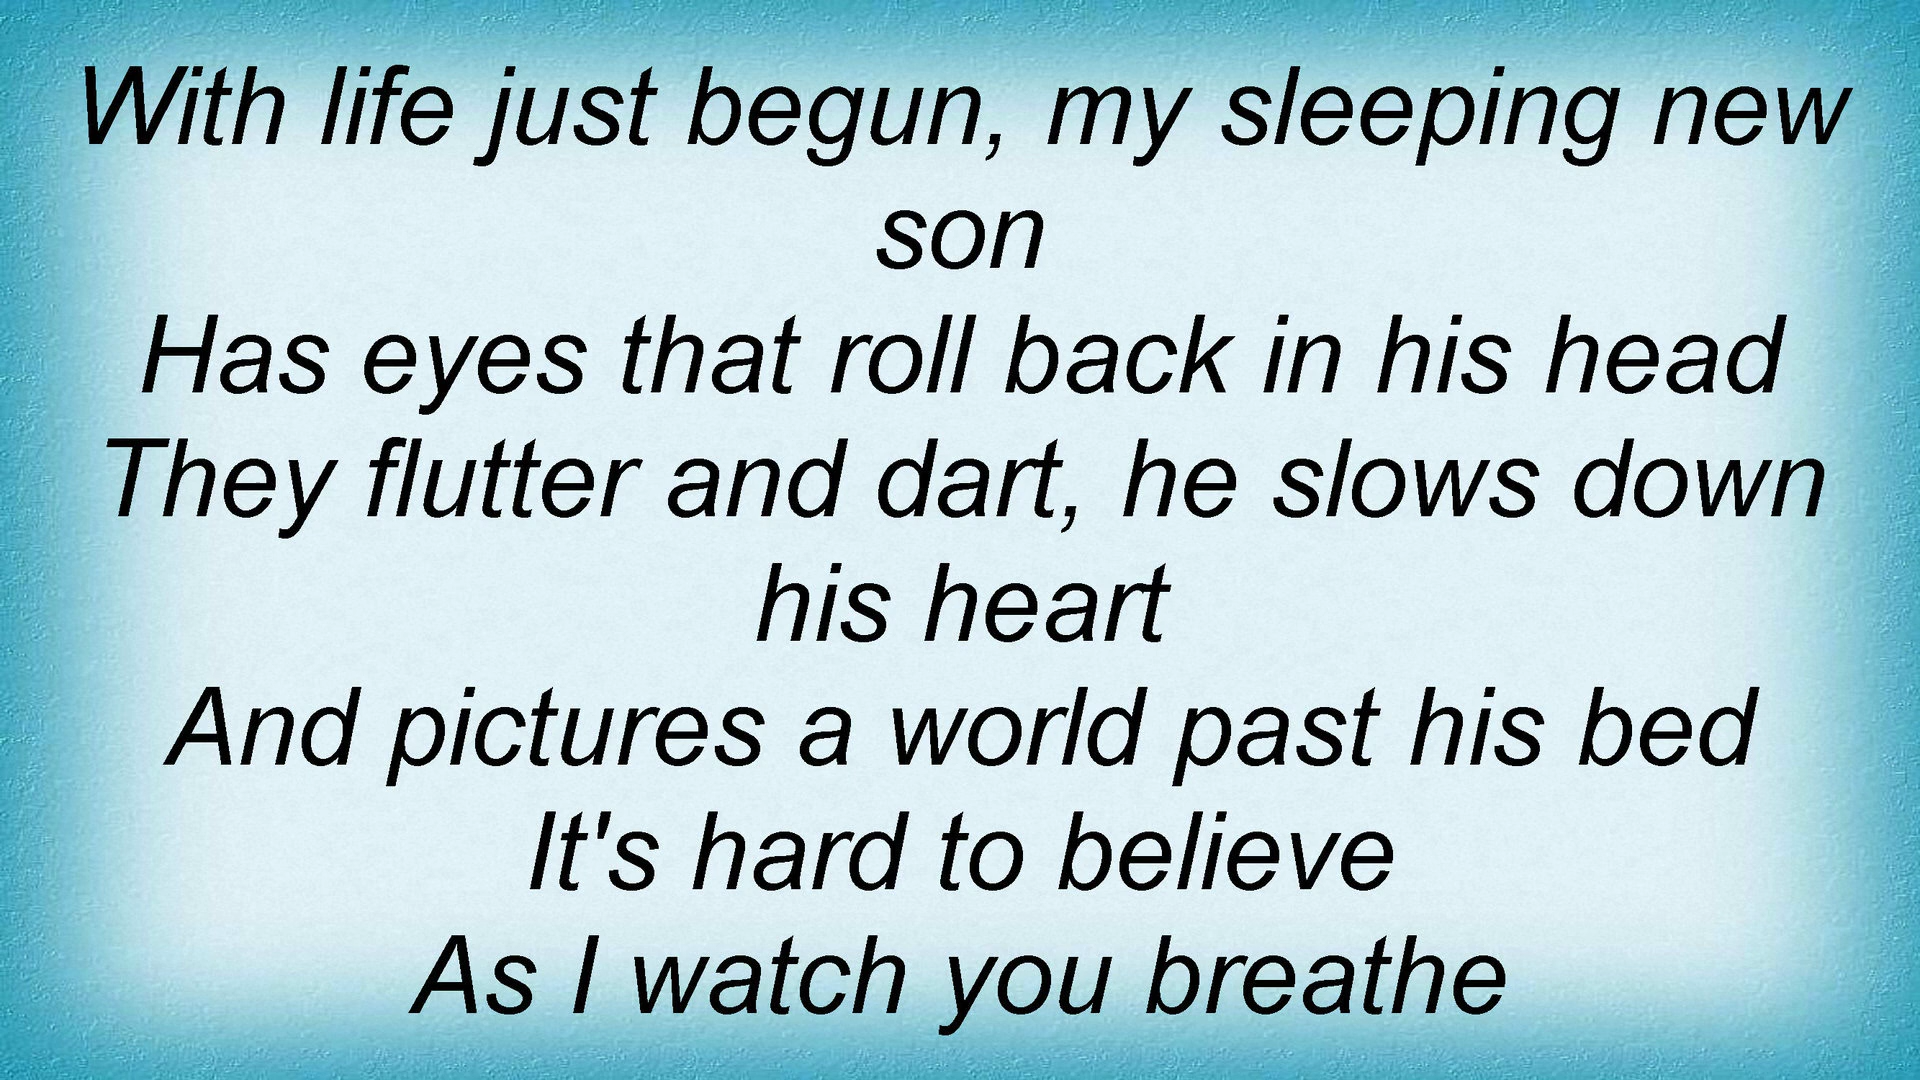 With life just begun, my sleeping new
son
Has eyes that roll back in his head
They flutter and dart, he slows down
his heart
And pictures a world past his bed
It's hard to believe
As I watch you breathe